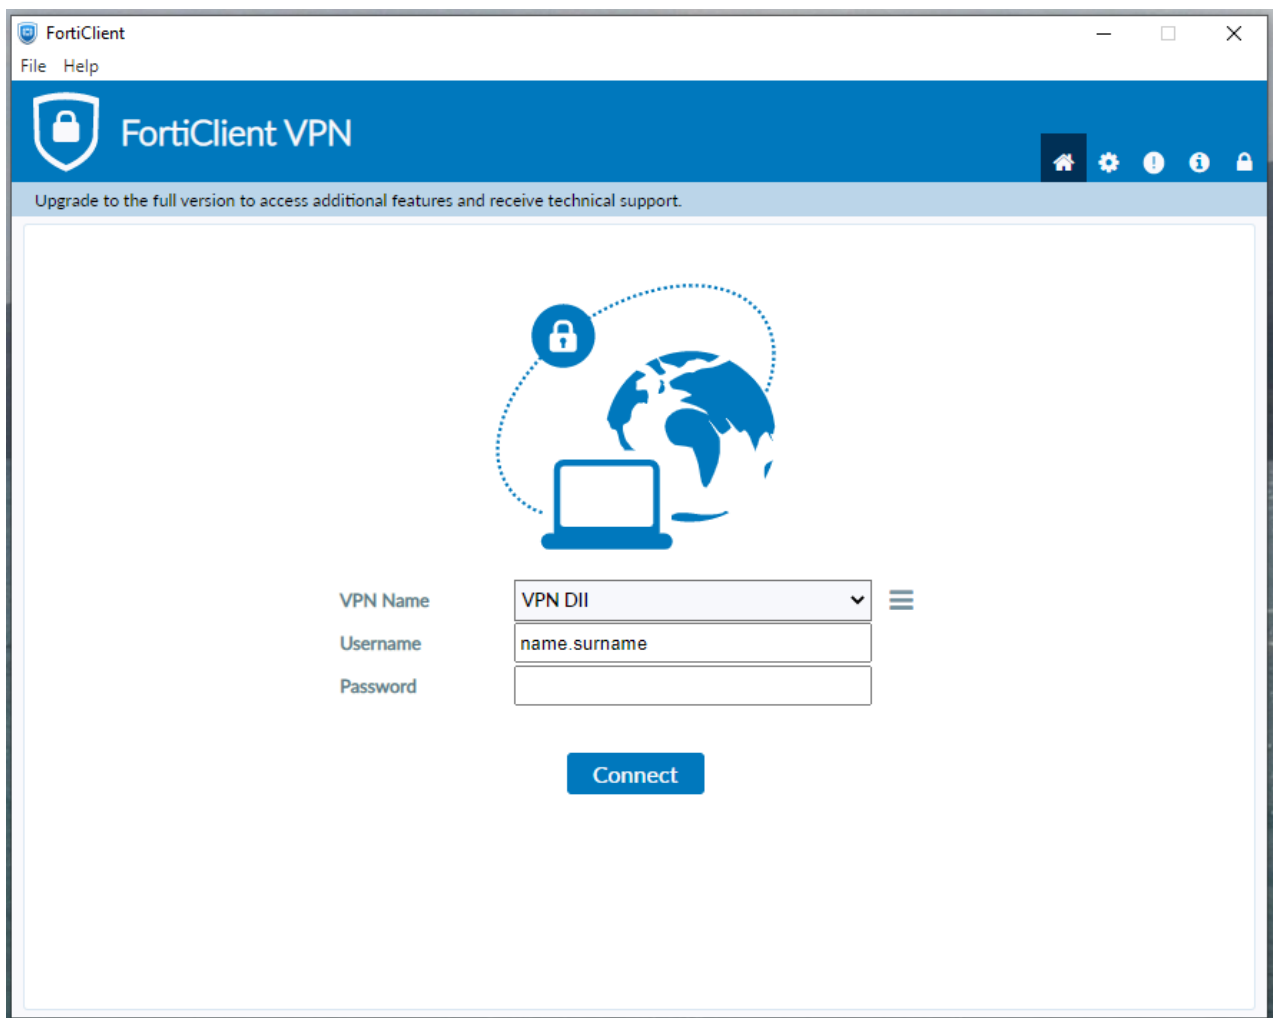 FortiClient
File Help
FortiClient VPN
Upgrade to the full version to access additional features and receive technical support.
VPN Name VPN DII
Username name.surname
Password
Connect